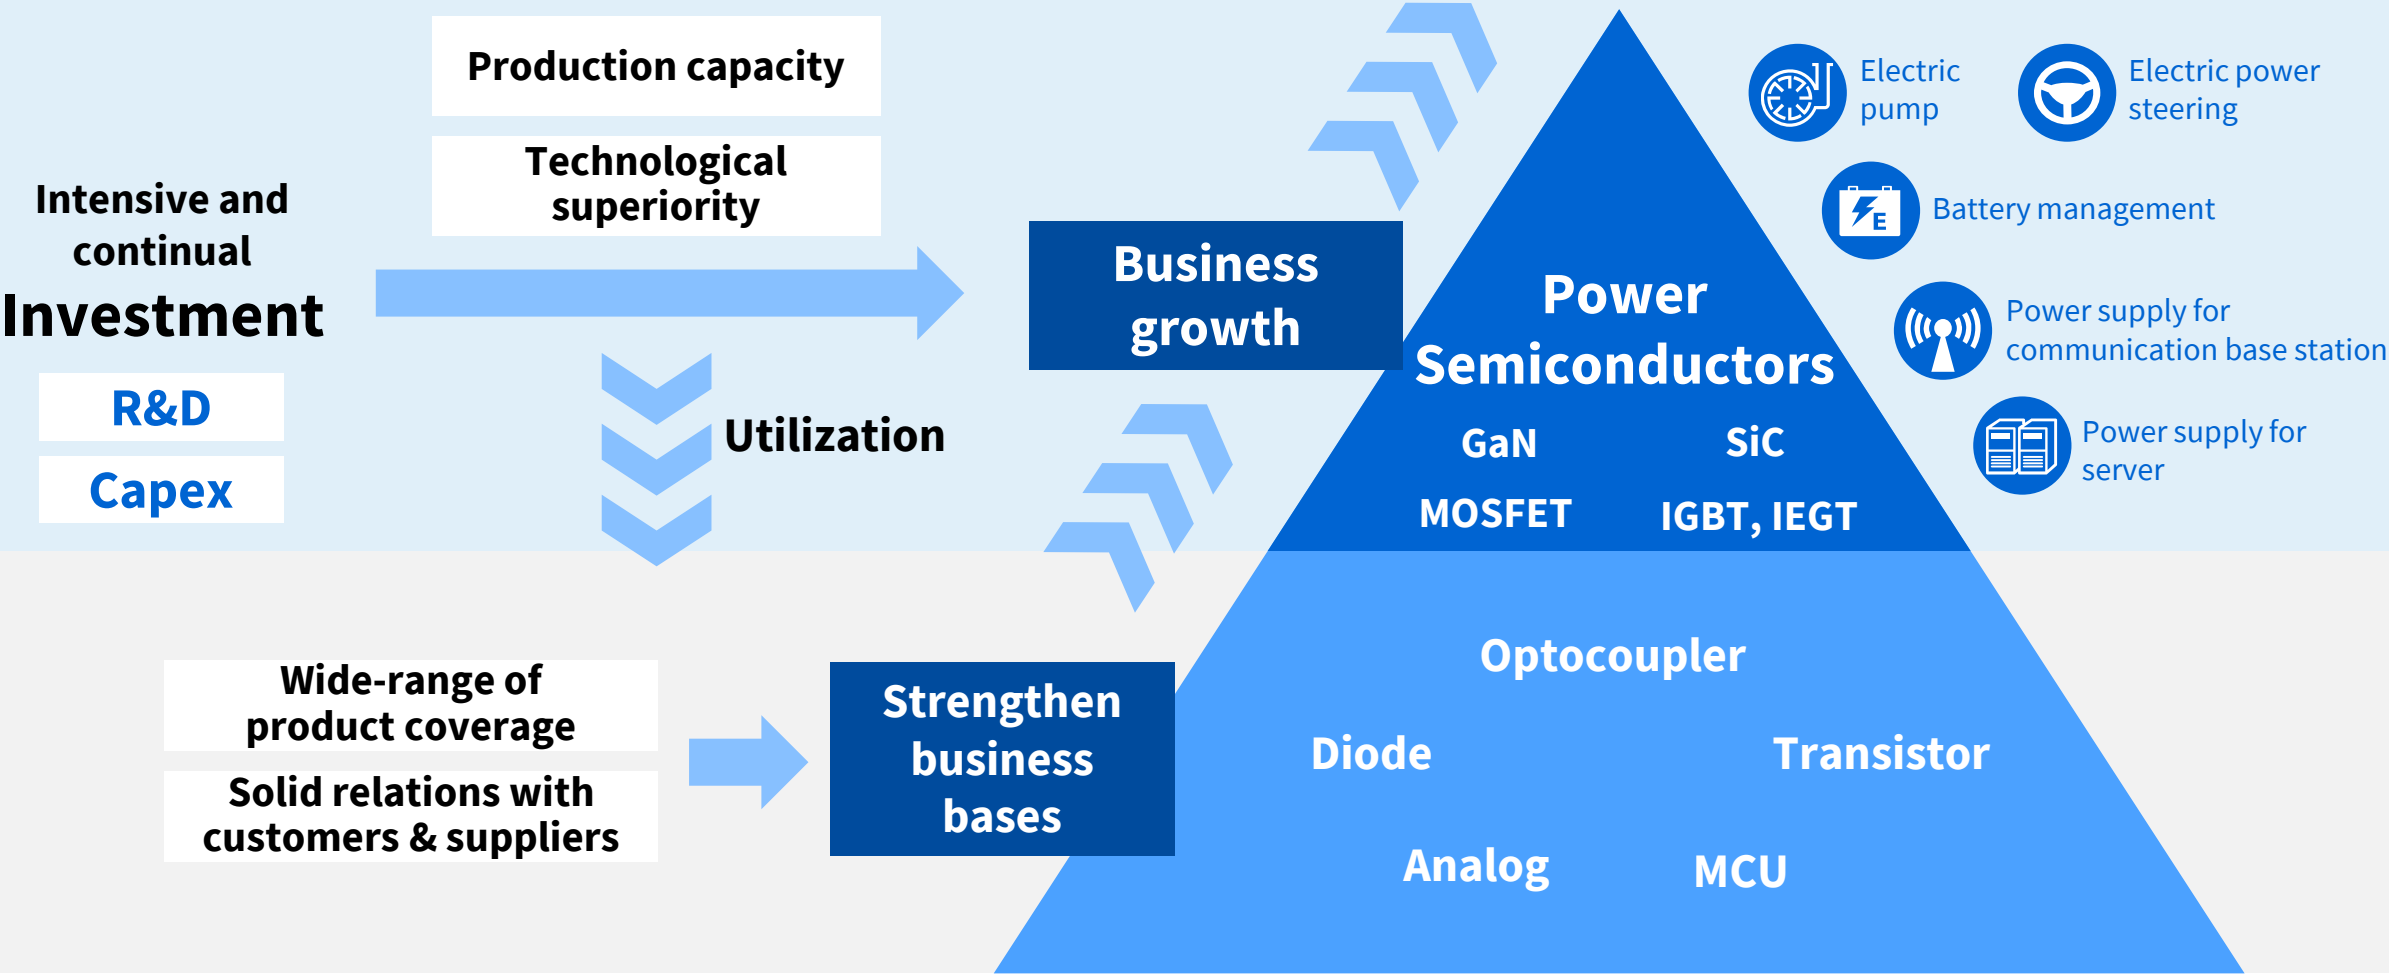 Production capacity
Technological
superiority
Intensive and
continual
Investment
R&D
Capex
Utilization
Business
growth
Wide-range of
product coverage
Solid relations with
customers & suppliers
Strengthen
business
bases
Power
Semiconductors
GaN
SiC
MOSFET
IGBT, IEGT
Optocoupler
Diode
Transistor
Analog
MCU
Electric
pump
Electric power
steering
E
Battery management
Power supply for
communication base station
Power supply for
server